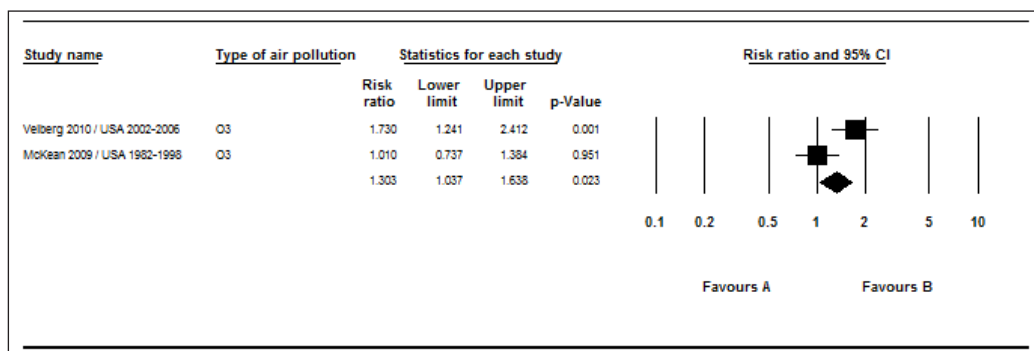 Study name Type of air pollution Statistics for each study Risk ratio and 95% CI
Risk ratio Lower limit Upper limit p-Value
Velberg 2010 / USA 2002-2006 O3 1.730 1.241 2.412 0.001
McKean 2009 / USA 1982-1998 O3 1.010 0.737 1.384 0.951
1.303 1.037 1.638 0.023
0.1 0.2 0.5 1 2 5 10
Favours A Favours B